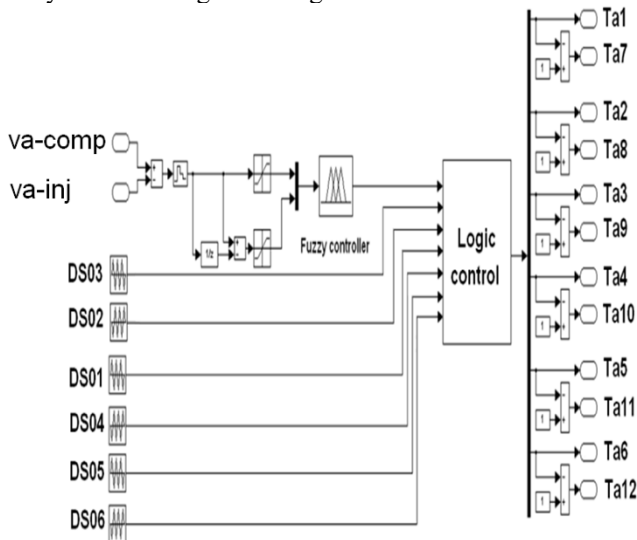 Ta1
1
Ta7
Ta2
1
Ta8
va-comp
va-inj
Ta3
1
Ta9
Fuzzy controller
Logic
control
1/z
DS03
DS02
DS01
DS04
DS05
DS06
Ta4
1
Ta10
Ta5
1
Ta11
Ta6
1
Ta12